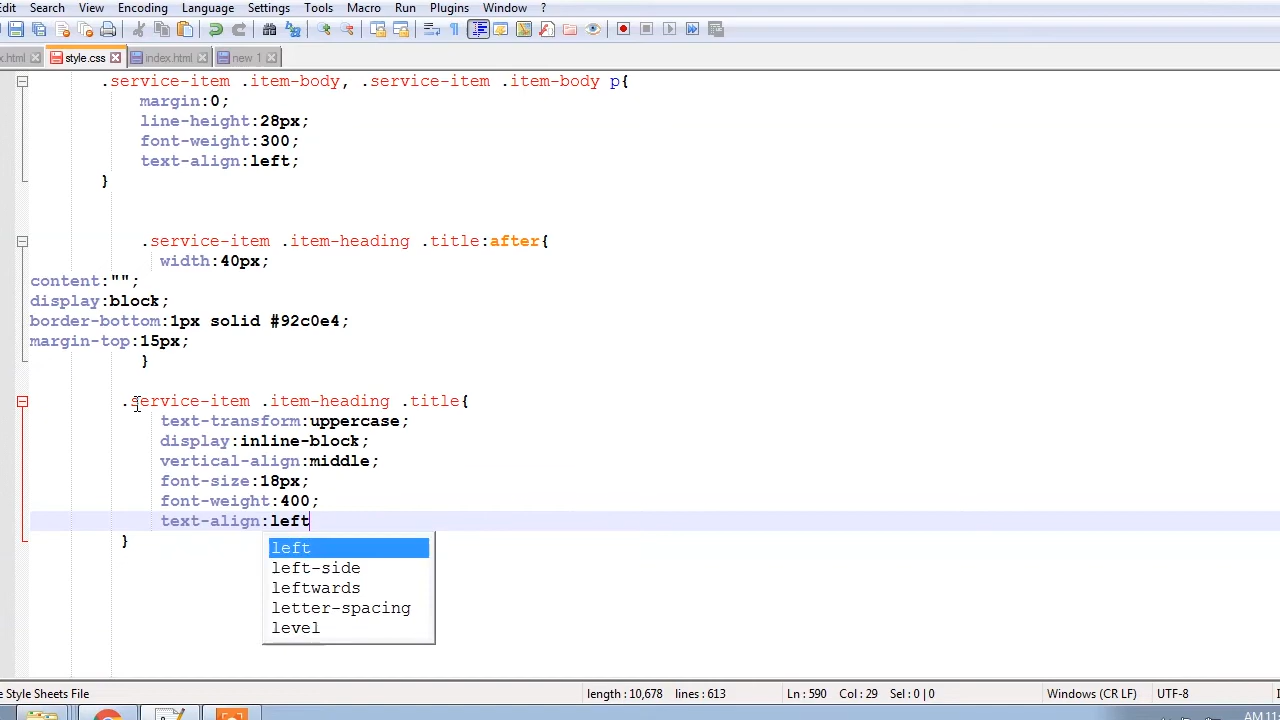 Edit Search View Encoding Language Settings Tools Macro Run Plugins Window ?
x.html style.css index.html new 1
.service-item .item-body, .service-item .item-body p{
margin:0;
line-height:28px;
font-weight:300;
text-align:left;
}
.service-item .item-heading .title:after{
width:40px;
content:"";
display:block;
border-bottom:1px solid #92c0e4;
margin-top:15px;
}
.service-item .item-heading .title{
text-transform:uppercase;
display:inline-block;
vertical-align:middle;
font-size:18px;
font-weight:400;
text-align:left
}
left
left-side
leftwards
letter-spacing
level
e Style Sheets File length : 10,678 lines : 613 Ln : 590 Col : 29 Sel : 0 | 0 Windows (CR LF) UTF-8